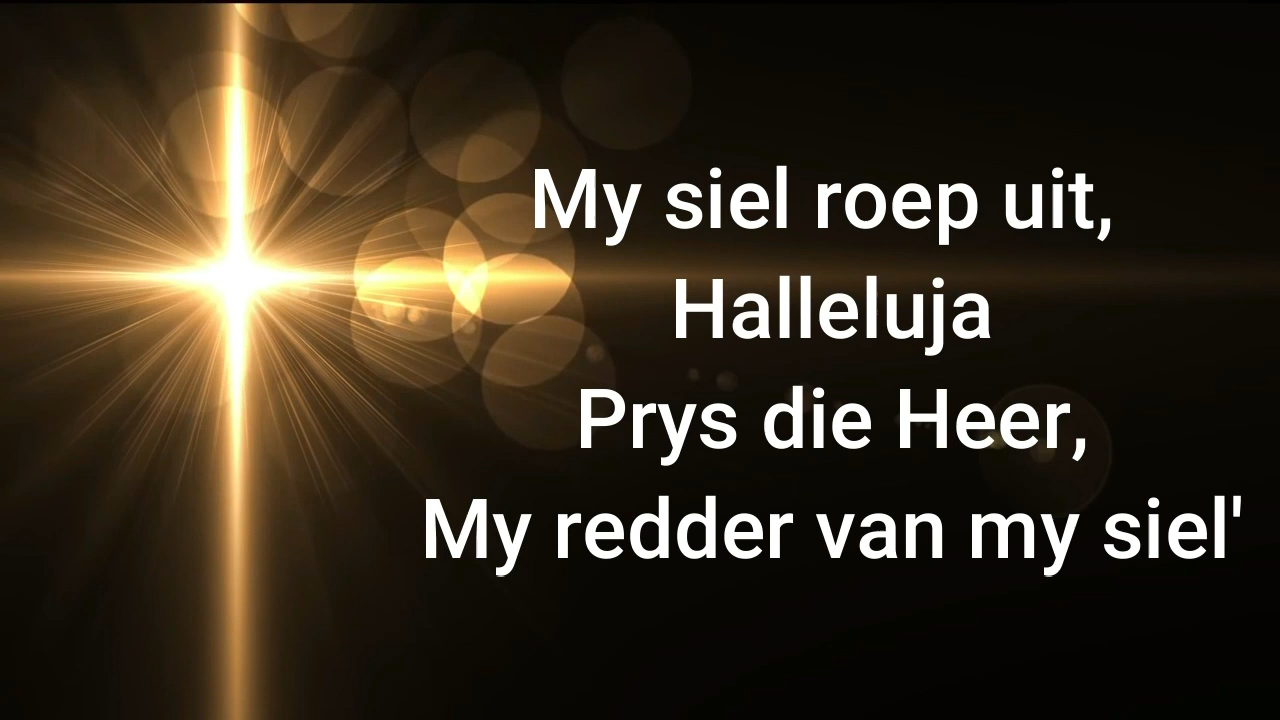 My siel roep uit,
Halleluja
Prys die Heer,
My redder van my siel'